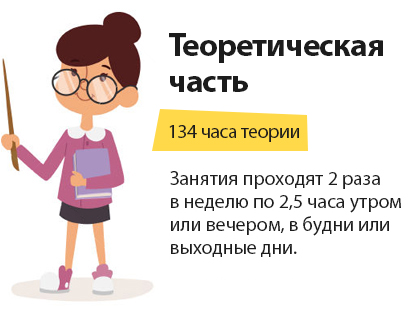 Теоретическая
часть
134 часа теории
Занятия проходят 2 раза
в неделю по 2,5 часа утром
или вечером, в будни или
выходные дни.